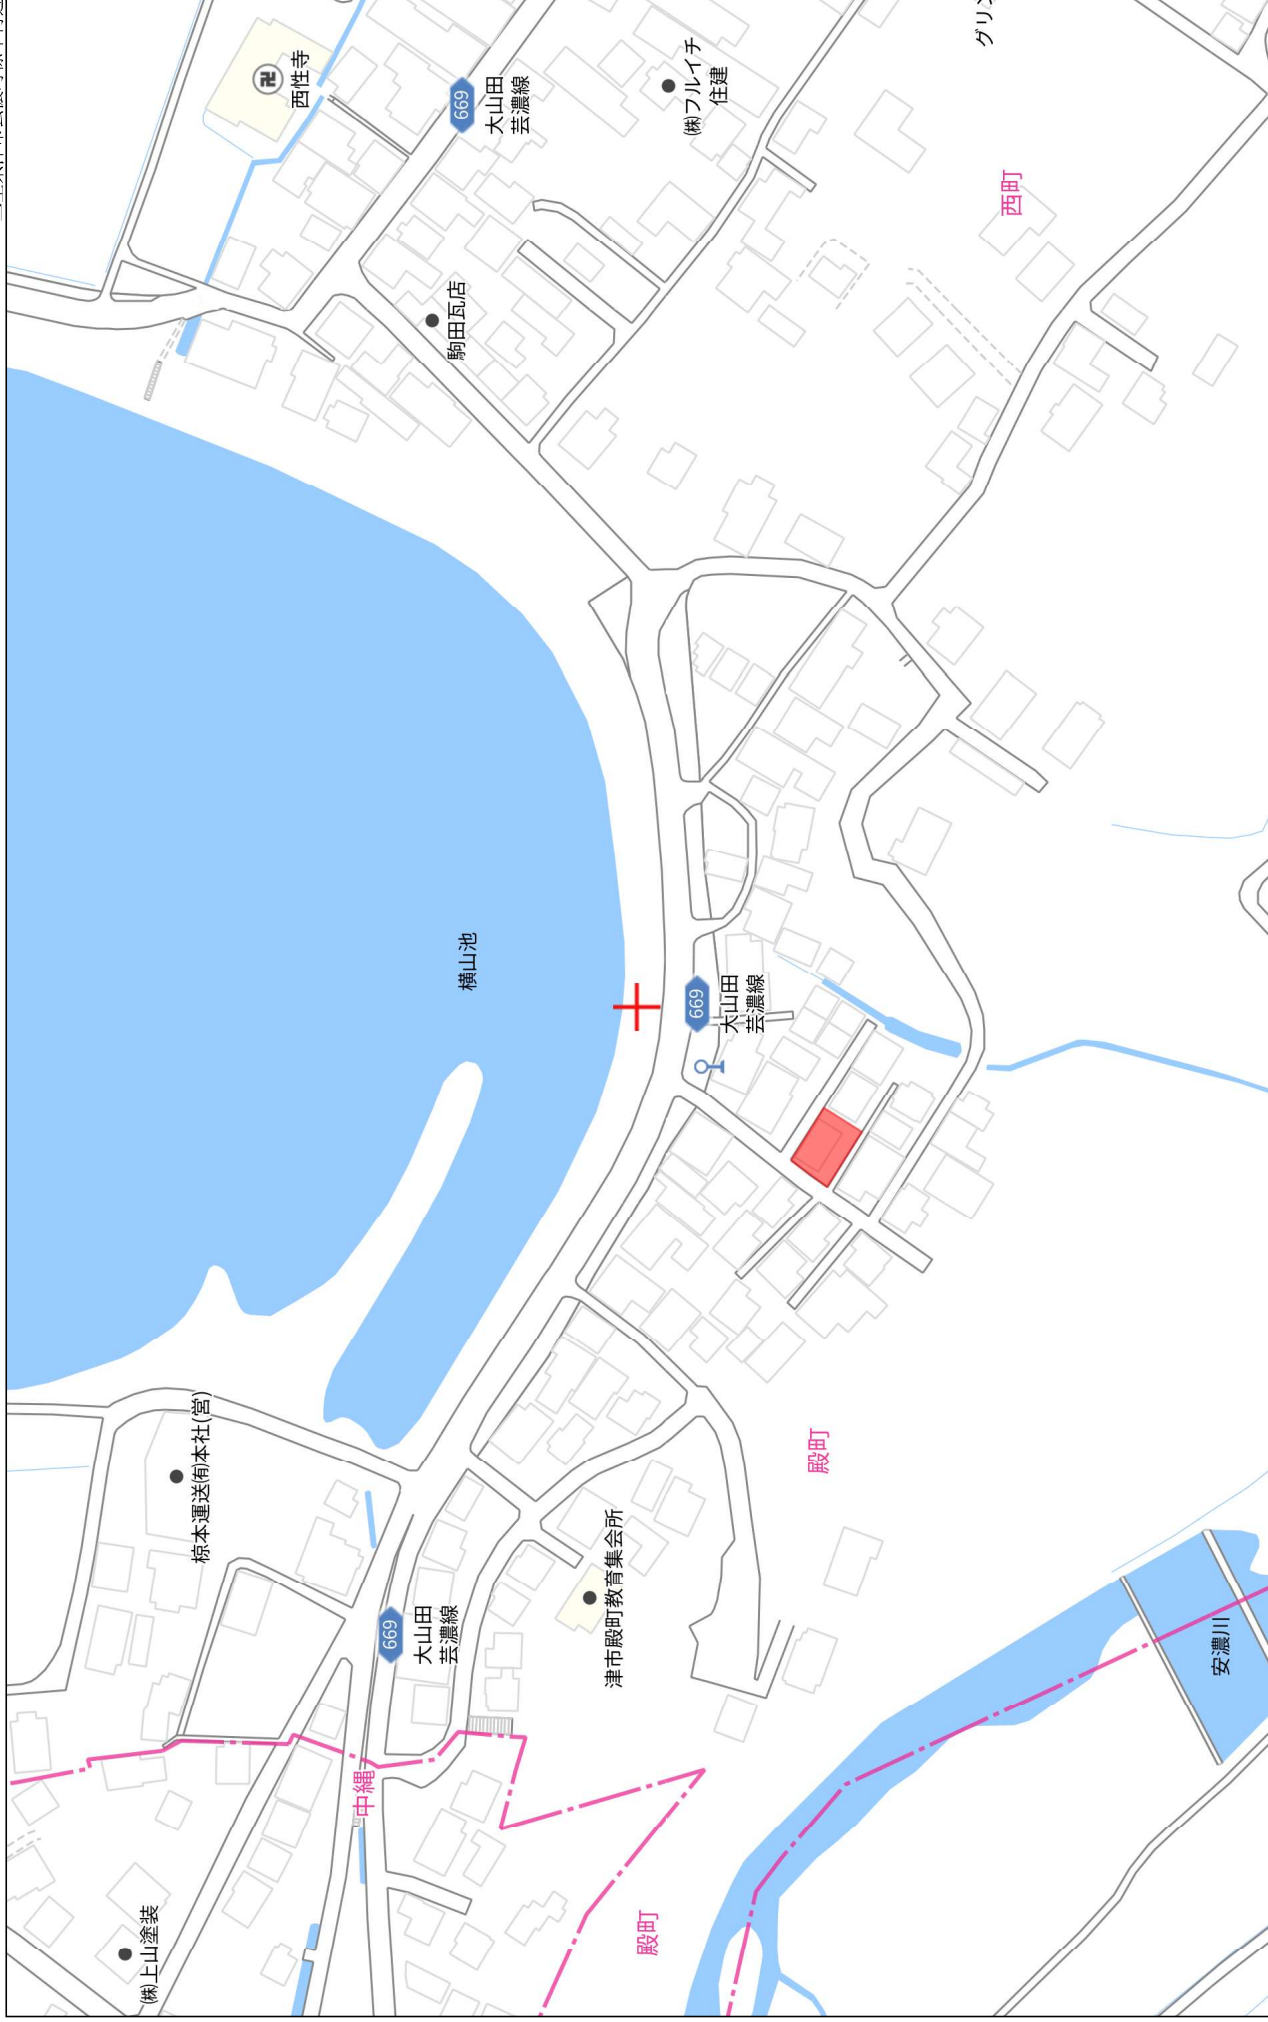 西性寺
669
大山田
芸濃線
㈱フルイチ
住建
グリン
西町
駒田瓦店
横山池
669
大山田
芸濃線
椋本運送㈲本社(営)
殿町
津市殿町教育集会所
669
大山田
芸濃線
安濃川
中縄
殿町
㈱上山塗装